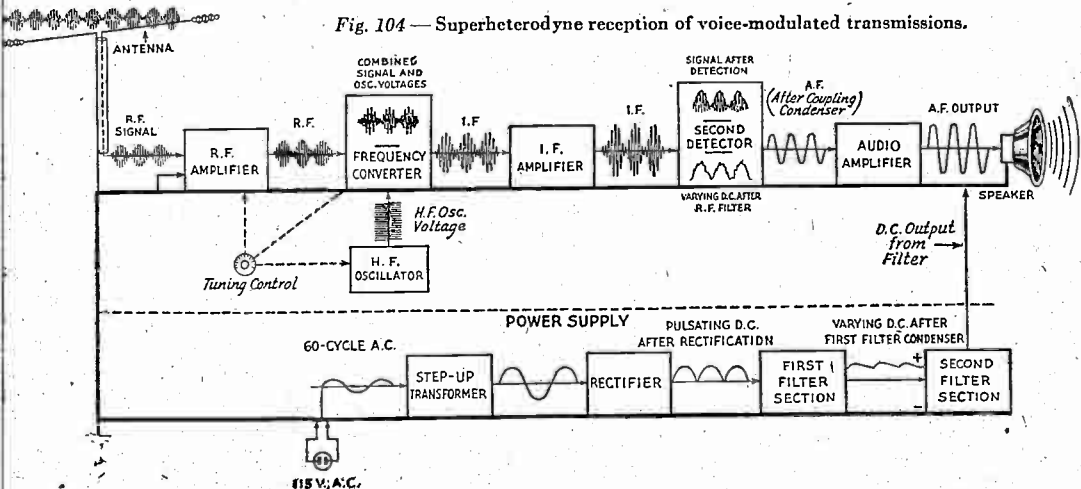 Fig. 104 — Superheterodyne reception of voice-modulated transmissions.
ANTENNA
R.F.
SIGNAL
R.F.
AMPLIFIER
R.F.
COMBINED
SIGNAL AND
OSC. VOLTAGES
FREQUENCY
CONVERTER
I.F
I.F.
AMPLIFIER
I.F.
SIGNAL AFTER
DETECTION
SECOND
DETECTOR
VARYING D.C. AFTER
R.F. FILTER
A.F.
(After Coupling
Condenser)
AUDIO
AMPLIFIER
A.F. OUTPUT
SPEAKER
H.F. Osc.
Voltage
H. F.
OSCILLATOR
Tuning Control
D.C. Output
from
Filter
POWER SUPPLY
60-CYCLE A.C.
STEP-UP
TRANSFORMER
RECTIFIER
PULSATING D.C.
AFTER RECTIFICATION
FIRST
FILTER
SECTION
VARYING D.C. AFTER
FIRST FILTER CONDENSER
+
−
SECOND
FILTER
SECTION
115 V. A.C.